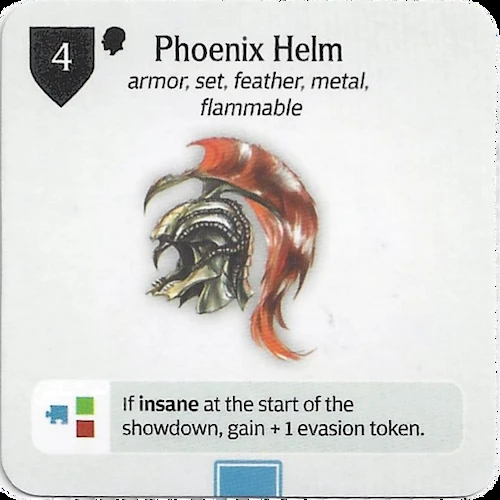 4
Phoenix Helm
armor, set, feather, metal,
flammable
If insane at the start of the
showdown, gain + 1 evasion token.